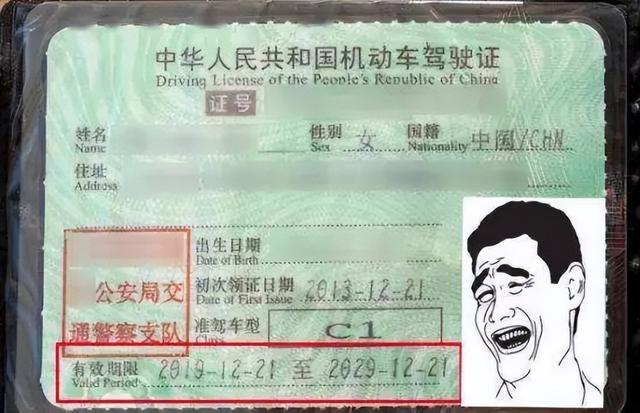 中华人民共和国机动车驾驶证
Driving License of the People's Republic of China
证号
姓名 性别 女 国籍 中国/CHN
Name Sex Nationality
住址
Address
出生日期
Date of Birth
公安局交
通警察支队
初次领证日期 2013-12-21
Date of First Issue
准驾车型 C1
Class
有效期限 2019-12-21 至 2029-12-21
Valid Period